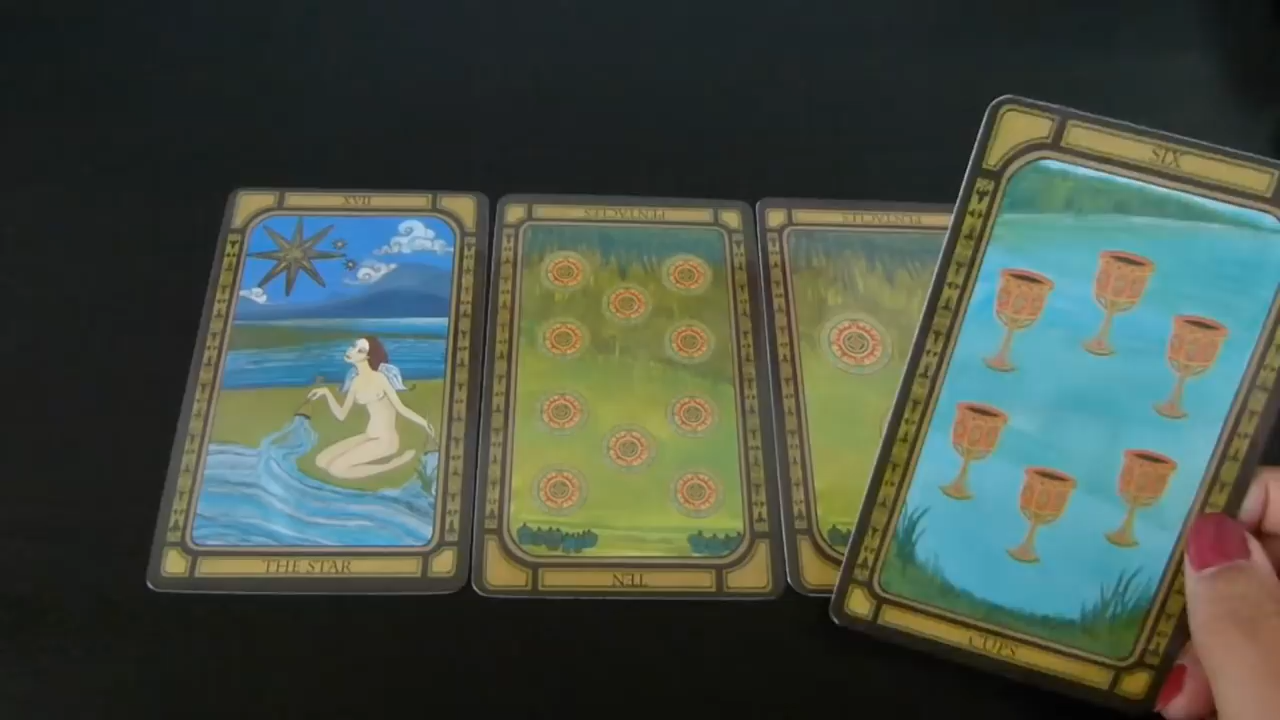 XVII
THE STAR
PENTACLES
TEN
PENTACLES
SIX
CUPS